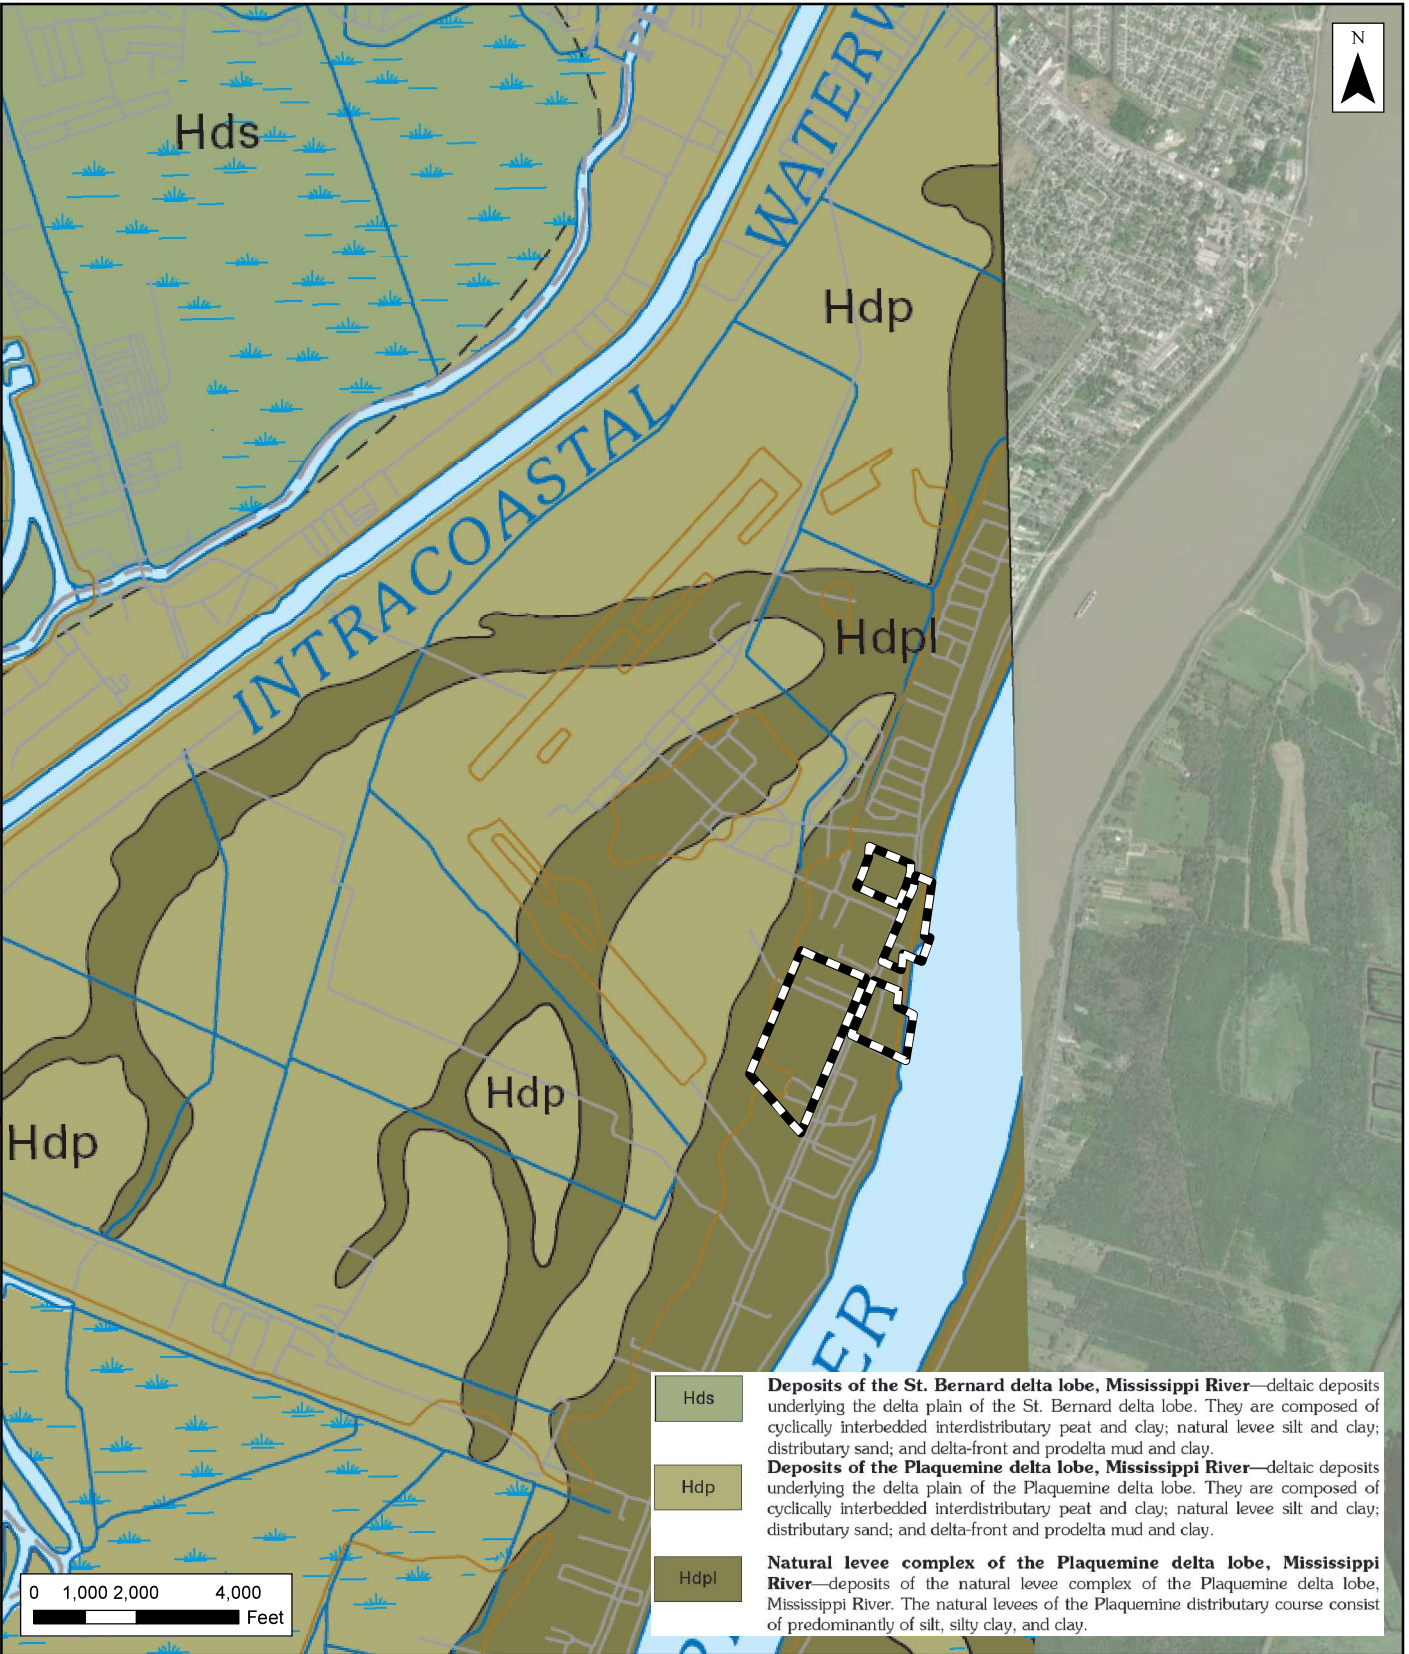 N
WATERW
Hds
Hdp
INTRACOASTAL
Hdpl
Hdp
Hdp
ER
Hds
Deposits of the St. Bernard delta lobe, Mississippi River—deltaic deposits
underlying the delta plain of the St. Bernard delta lobe. They are composed of
cyclically interbedded interdistributary peat and clay; natural levee silt and clay;
distributary sand; and delta-front and prodelta mud and clay.
Hdp
Deposits of the Plaquemine delta lobe, Mississippi River—deltaic deposits
underlying the delta plain of the Plaquemine delta lobe. They are composed of
cyclically interbedded interdistributary peat and clay; natural levee silt and clay;
distributary sand; and delta-front and prodelta mud and clay.
Hdpl
Natural levee complex of the Plaquemine delta lobe, Mississippi
River—deposits of the natural levee complex of the Plaquemine delta lobe,
Mississippi River. The natural levees of the Plaquemine distributary course consist
of predominantly of silt, silty clay, and clay.
0 1,000 2,000 4,000
Feet